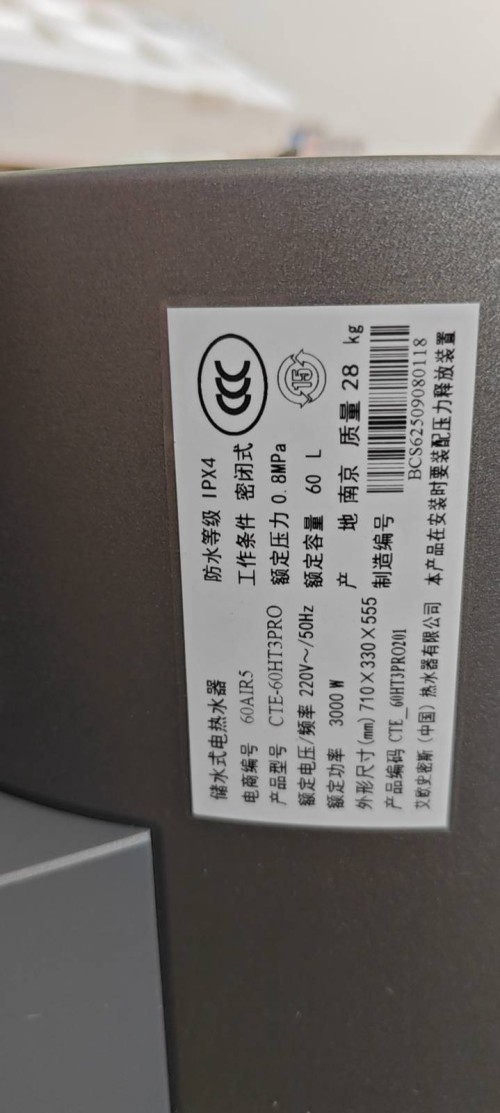 储水式电热水器 防水等级 IPX4
电商编号 60AIR5 工作条件 密闭式
产品型号 CTE-60HT3PRO 额定压力 0.8MPa
额定电压/频率 220V～/50Hz 额定容量 60 L
额定功率 3000 W 产 地 南京 质量 28 kg
外形尺寸(mm) 710×330×555 制造编号
产品编码 CTE_60HT3PRO201 BCS62509080118
艾欧史密斯（中国）热水器有限公司 本产品在安装时要装配压力释放装置
CCC
15